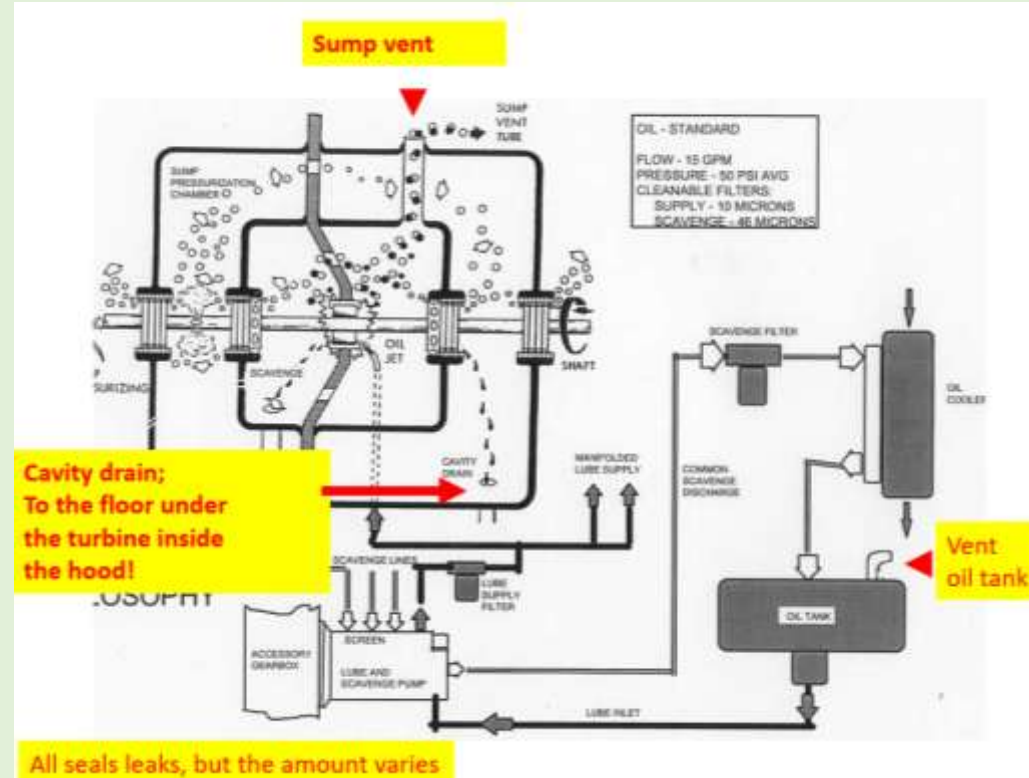 Sump vent
SUMP
VENT
TUBE
OIL - STANDARD
FLOW - 15 GPM
PRESSURE - 50 PSI AVG
CLEANABLE FILTERS:
SUPPLY - 10 MICRONS
SCAVENGE - 46 MICRONS
SUMP
PRESSURIZATION
CHAMBER
OIL
JET
SHAFT
SCAVENGE
SURIZING
SCAVENGE FILTER
OIL
COOLER
Cavity drain;
To the floor under
the turbine inside
the hood!
CAVITY
DRAIN
MANIFOLDED
LUBE SUPPLY
COMMON
SCAVENGE
DISCHARGE
Vent
oil tank
SCAVENGE LINES
LUBE
SUPPLY
FILTER
LOSOPHY
OIL TANK
SCREEN
ACCESSORY
GEARBOX
LUBE AND
SCAVENGE PUMP
LUBE INLET
All seals leaks, but the amount varies